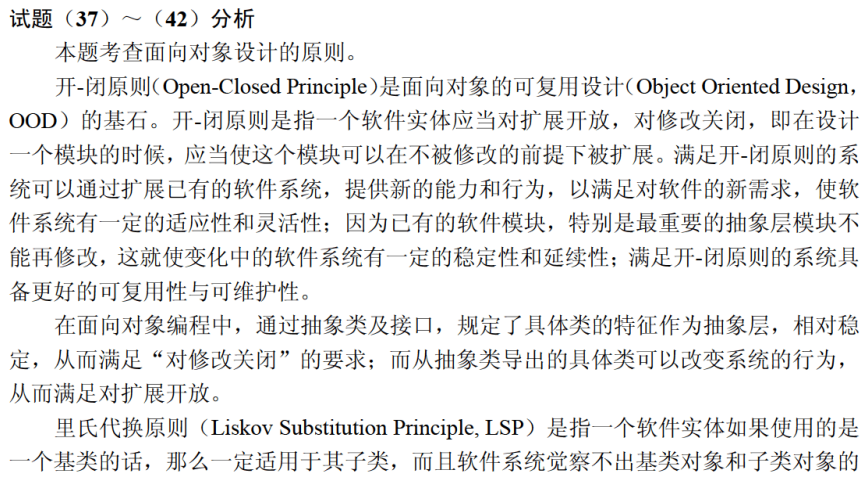 试题（37）～（42）分析
本题考查面向对象设计的原则。
开-闭原则（Open-Closed Principle）是面向对象的可复用设计（Object Oriented Design，
OOD）的基石。开-闭原则是指一个软件实体应当对扩展开放，对修改关闭，即在设计
一个模块的时候，应当使这个模块可以在不被修改的前提下被扩展。满足开-闭原则的系
统可以通过扩展已有的软件系统，提供新的能力和行为，以满足对软件的新需求，使软
件系统有一定的适应性和灵活性；因为已有的软件模块，特别是最重要的抽象层模块不
能再修改，这就使变化中的软件系统有一定的稳定性和延续性；满足开-闭原则的系统具
备更好的可复用性与可维护性。
在面向对象编程中，通过抽象类及接口，规定了具体类的特征作为抽象层，相对稳
定，从而满足“对修改关闭”的要求；而从抽象类导出的具体类可以改变系统的行为，
从而满足对扩展开放。
里氏代换原则（Liskov Substitution Principle, LSP）是指一个软件实体如果使用的是
一个基类的话，那么一定适用于其子类，而且软件系统觉察不出基类对象和子类对象的